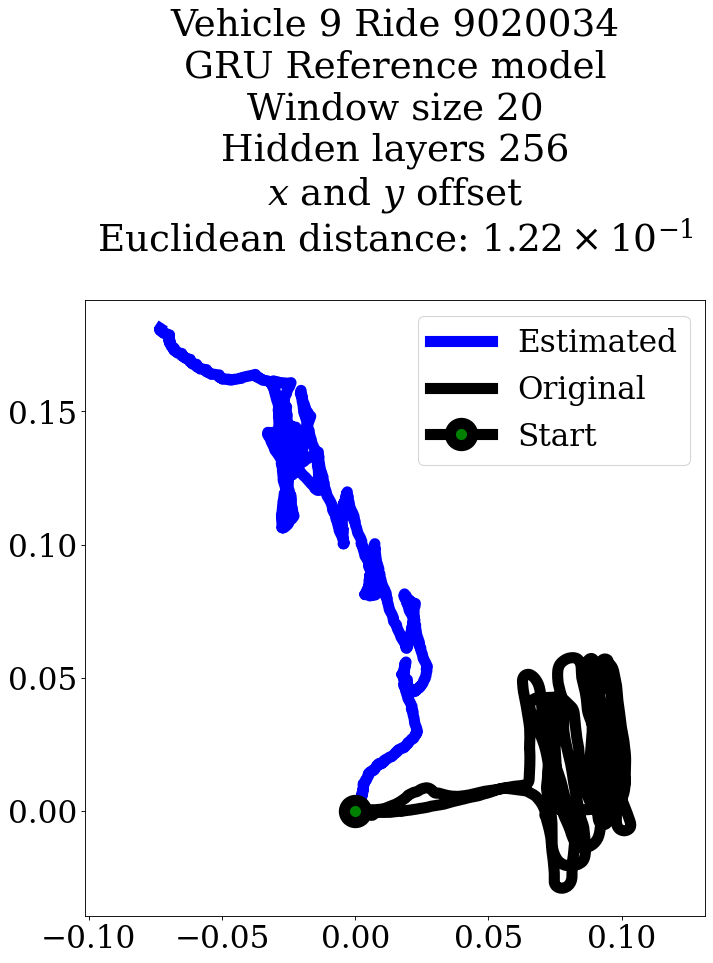 Vehicle 9 Ride 9020034
GRU Reference model
Window size 20
Hidden layers 256
x and y offset
Euclidean distance: 1.22 × 10⁻¹
Estimated
Original
Start
0.15
0.10
0.05
0.00
−0.10 −0.05 0.00 0.05 0.10